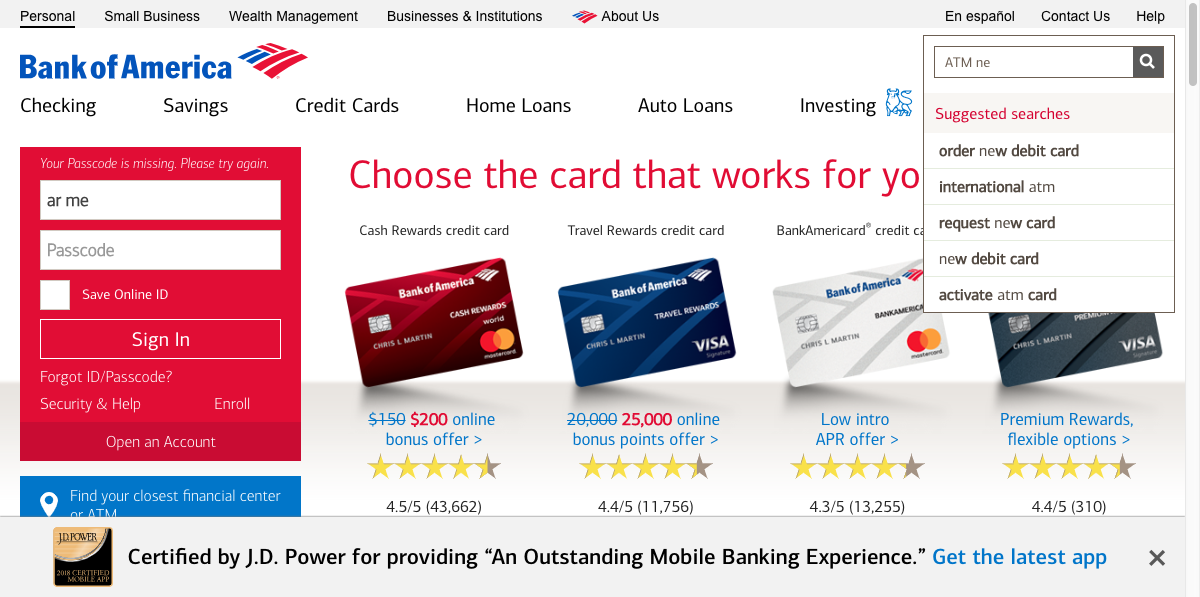 Personal Small Business Wealth Management Businesses & Institutions About Us En español Contact Us Help
Bank of America
ATM ne
Checking Savings Credit Cards Home Loans Auto Loans Investing
Suggested searches
order new debit card
international atm
request new card
new debit card
activate atm card
Your Passcode is missing. Please try again.
ar me
Passcode
Save Online ID
Sign In
Forgot ID/Passcode?
Security & Help Enroll
Open an Account
Find your closest financial center
or ATM
Choose the card that works for yo
Cash Rewards credit card
Bank of America
CASH REWARDS
world
CHRIS L MARTIN
mastercard
$150 $200 online
bonus offer >
4.5/5 (43,662)
Travel Rewards credit card
Bank of America
TRAVEL REWARDS
CHRIS L MARTIN
VISA
Signature
20,000 25,000 online
bonus points offer >
4.4/5 (11,756)
BankAmericard® credit ca
Bank of America
BANKAMERICA
CHRIS L MARTIN
mastercard
Low intro
APR offer >
4.3/5 (13,255)
PREMIUM
CHRIS L MARTIN
VISA
Signature
Premium Rewards,
flexible options >
4.4/5 (310)
J.D. POWER
2018 CERTIFIED
MOBILE APP
Certified by J.D. Power for providing “An Outstanding Mobile Banking Experience.” Get the latest app